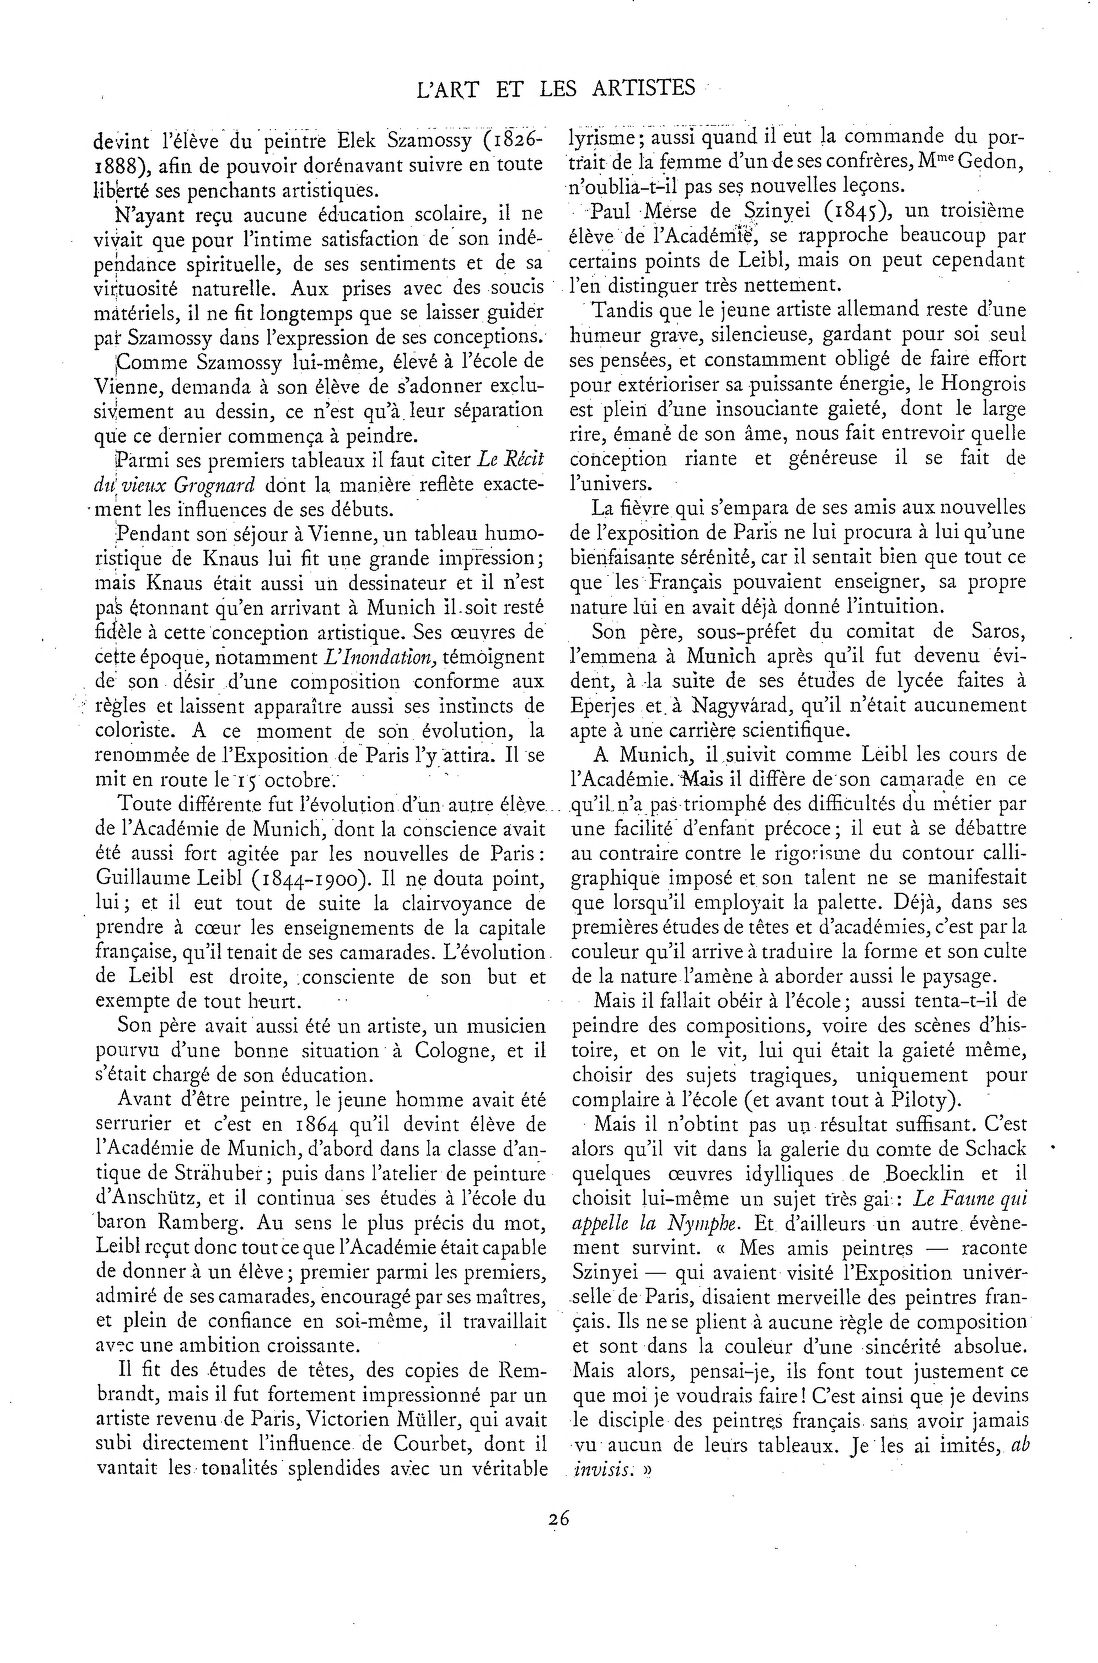 L'ART ET LES ARTISTES
devint l'élève du peintre Elek Szamossy (1826-
1888), afin de pouvoir dorénavant suivre en toute
liberté ses penchants artistiques.
N'ayant reçu aucune éducation scolaire, il ne
vivait que pour l'intime satisfaction de son indé-
pendance spirituelle, de ses sentiments et de sa
virtuosité naturelle. Aux prises avec des soucis
matériels, il ne fit longtemps que se laisser guider
par Szamossy dans l'expression de ses conceptions.
Comme Szamossy lui-même, élevé à l'école de
Vienne, demanda à son élève de s'adonner exclu-
sivement au dessin, ce n'est qu'à leur séparation
que ce dernier commença à peindre.
Parmi ses premiers tableaux il faut citer Le Récit
du vieux Grognard dont la manière reflète exacte-
ment les influences de ses débuts.
Pendant son séjour à Vienne, un tableau humo-
ristique de Knaus lui fit une grande impression;
mais Knaus était aussi un dessinateur et il n'est
pas étonnant qu'en arrivant à Munich il soit resté
fidèle à cette conception artistique. Ses œuvres de
cette époque, notamment L'Inondation, témoignent
de son désir d'une composition conforme aux
règles et laissent apparaître aussi ses instincts de
coloriste. A ce moment de son évolution, la
renommée de l'Exposition de Paris l'y attira. Il se
mit en route le 15 octobre.
Toute différente fut l'évolution d'un autre élève
de l'Académie de Munich, dont la conscience avait
été aussi fort agitée par les nouvelles de Paris :
Guillaume Leibl (1844-1900). Il ne douta point,
lui ; et il eut tout de suite la clairvoyance de
prendre à cœur les enseignements de la capitale
française, qu'il tenait de ses camarades. L'évolution
de Leibl est droite, consciente de son but et
exempte de tout heurt.
Son père avait aussi été un artiste, un musicien
pourvu d'une bonne situation à Cologne, et il
s'était chargé de son éducation.
Avant d'être peintre, le jeune homme avait été
serrurier et c'est en 1864 qu'il devint élève de
l'Académie de Munich, d'abord dans la classe d'an-
tique de Strähuber ; puis dans l'atelier de peinture
d'Anschütz, et il continua ses études à l'école du
baron Ramberg. Au sens le plus précis du mot,
Leibl reçut donc tout ce que l'Académie était capable
de donner à un élève ; premier parmi les premiers,
admiré de ses camarades, encouragé par ses maîtres,
et plein de confiance en soi-même, il travaillait
avec une ambition croissante.
Il fit des études de têtes, des copies de Rem-
brandt, mais il fut fortement impressionné par un
artiste revenu de Paris, Victorien Müller, qui avait
subi directement l'influence de Courbet, dont il
vantait les tonalités splendides avec un véritable
lyrisme ; aussi quand il eut la commande du por-
trait de la femme d'un de ses confrères, Mme Gedon,
n'oublia-t-il pas ses nouvelles leçons.
Paul Merse de Szinyei (1845), un troisième
élève de l'Académie, se rapproche beaucoup par
certains points de Leibl, mais on peut cependant
l'en distinguer très nettement.
Tandis que le jeune artiste allemand reste d'une
humeur grave, silencieuse, gardant pour soi seul
ses pensées, et constamment obligé de faire effort
pour extérioriser sa puissante énergie, le Hongrois
est plein d'une insouciante gaieté, dont le large
rire, émané de son âme, nous fait entrevoir quelle
conception riante et généreuse il se fait de
l'univers.
La fièvre qui s'empara de ses amis aux nouvelles
de l'exposition de Paris ne lui procura à lui qu'une
bienfaisante sérénité, car il sentait bien que tout ce
que les Français pouvaient enseigner, sa propre
nature lui en avait déjà donné l'intuition.
Son père, sous-préfet du comitat de Saros,
l'emmena à Munich après qu'il fut devenu évi-
dent, à la suite de ses études de lycée faites à
Eperjes et à Nagyvárad, qu'il n'était aucunement
apte à une carrière scientifique.
A Munich, il suivit comme Leibl les cours de
l'Académie. Mais il diffère de son camarade en ce
qu'il n'a pas triomphé des difficultés du métier par
une facilité d'enfant précoce ; il eut à se débattre
au contraire contre le rigorisme du contour calli-
graphique imposé et son talent ne se manifestait
que lorsqu'il employait la palette. Déjà, dans ses
premières études de têtes et d'académies, c'est par la
couleur qu'il arrive à traduire la forme et son culte
de la nature l'amène à aborder aussi le paysage.
Mais il fallait obéir à l'école ; aussi tenta-t-il de
peindre des compositions, voire des scènes d'his-
toire, et on le vit, lui qui était la gaieté même,
choisir des sujets tragiques, uniquement pour
complaire à l'école (et avant tout à Piloty).
Mais il n'obtint pas un résultat suffisant. C'est
alors qu'il vit dans la galerie du comte de Schack
quelques œuvres idylliques de Boecklin et il
choisit lui-même un sujet très gai : Le Faune qui
appelle la Nymphe. Et d'ailleurs un autre évène-
ment survint. « Mes amis peintres — raconte
Szinyei — qui avaient visité l'Exposition univer-
selle de Paris, disaient merveille des peintres fran-
çais. Ils ne se plient à aucune règle de composition
et sont dans la couleur d'une sincérité absolue.
Mais alors, pensai-je, ils font tout justement ce
que moi je voudrais faire! C'est ainsi que je devins
le disciple des peintres français sans avoir jamais
vu aucun de leurs tableaux. Je les ai imités, ab
invisis. »
26